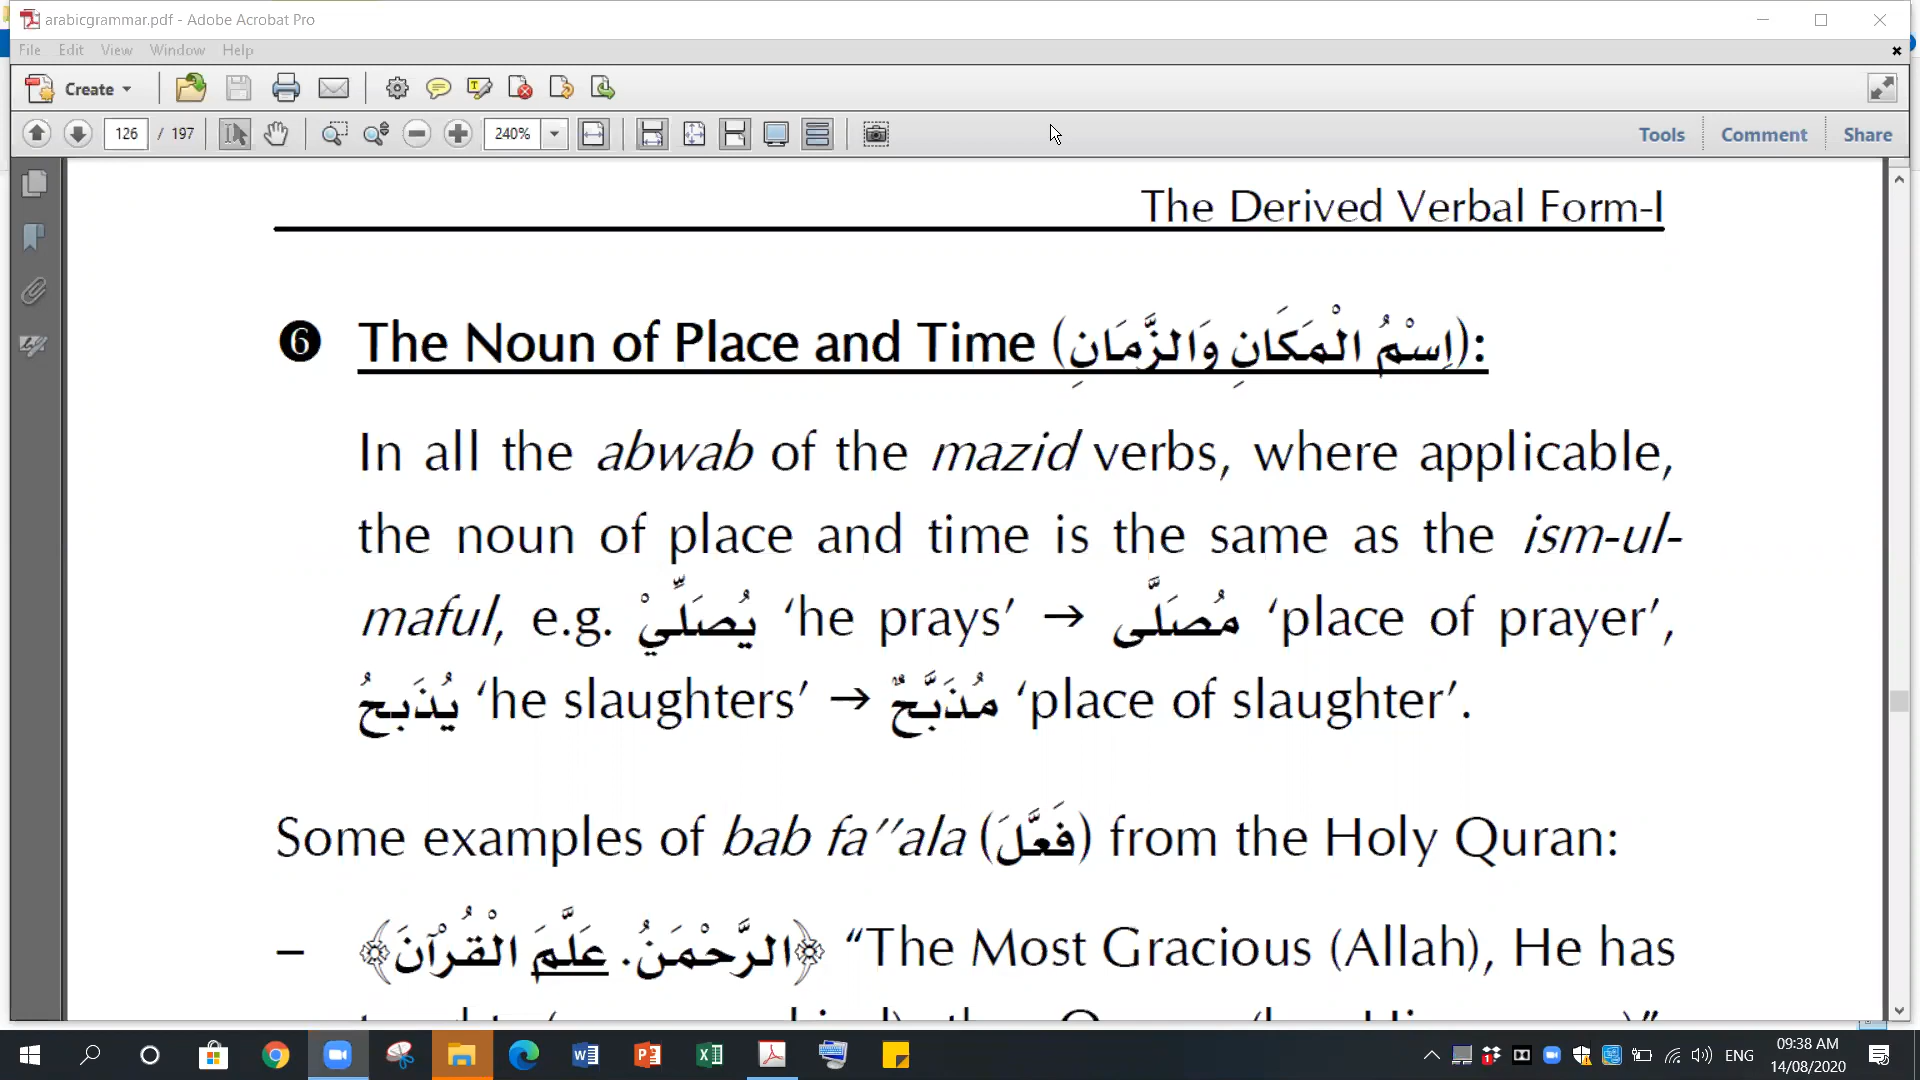 arabicgrammar.pdf - Adobe Acrobat Pro
File Edit View Window Help
Create
126 / 197 240% Tools Comment Share
The Derived Verbal Form-I
❻ The Noun of Place and Time (اِسْمُ الْمَكَانِ وَالزَّمَانِ):
In all the abwab of the mazid verbs, where applicable,
the noun of place and time is the same as the ism-ul-
maful, e.g. يُصَلِّيْ ‘he prays’ → مُصَلَّى ‘place of prayer’,
يُذَبحُ ‘he slaughters’ → مُذَبَّحٌ ‘place of slaughter’.
Some examples of bab fa’’ala (فَعَّلَ) from the Holy Quran:
– ﴿الرَّحْمَنُ. عَلَّمَ الْقُرْآنَ﴾ “The Most Gracious (Allah), He has
ENG
09:38 AM
14/08/2020